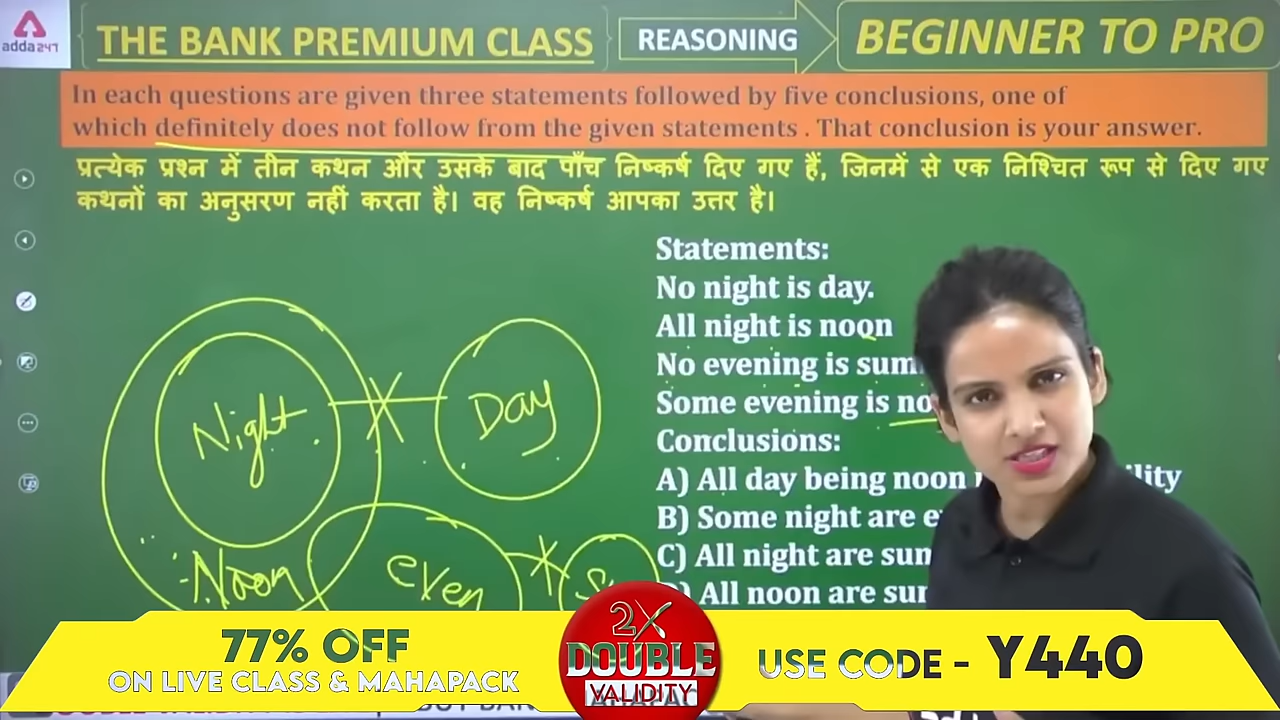 adda247
THE BANK PREMIUM CLASS
REASONING
BEGINNER TO PRO
In each questions are given three statements followed by five conclusions, one of
which definitely does not follow from the given statements . That conclusion is your answer.
प्रत्येक प्रश्न में तीन कथन और उसके बाद पाँच निष्कर्ष दिए गए हैं, जिनमें से एक निश्चित रूप से दिए गए
कथनों का अनुसरण नहीं करता है। वह निष्कर्ष आपका उत्तर है।
Statements:
No night is day.
All night is noon
No evening is sum
Some evening is no
Conclusions:
A) All day being noon
B) Some night are e
C) All night are sun
D) All noon are sur
Night
Day
Noon
even
S
77% OFF
ON LIVE CLASS & MAHAPACK
2X
DOUBLE
VALIDITY
USE CODE - Y440